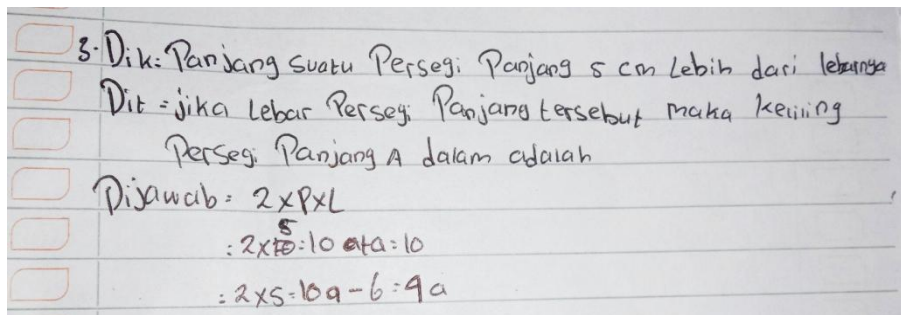 3. Dik: Panjang suatu Persegi Panjang 5 cm Lebih dari lebarnya
Dit = jika Lebar Persegi Panjang tersebut maka keliling
Persegi Panjang A dalam adalah
Dijawab = 2 x P x L
: 2 x 5 : 10 a + a : 10
: 2 x 5 = 10 a - 6 : 4 a